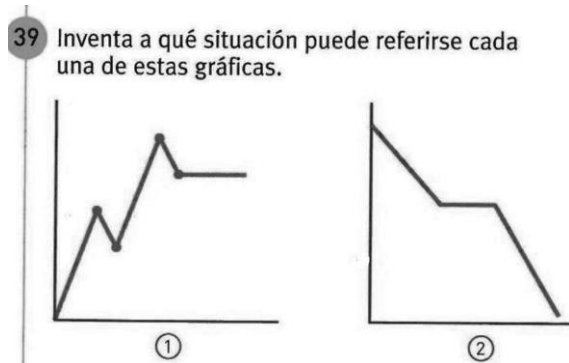 39 Inventa a qué situación puede referirse cada
una de estas gráficas.
① ②